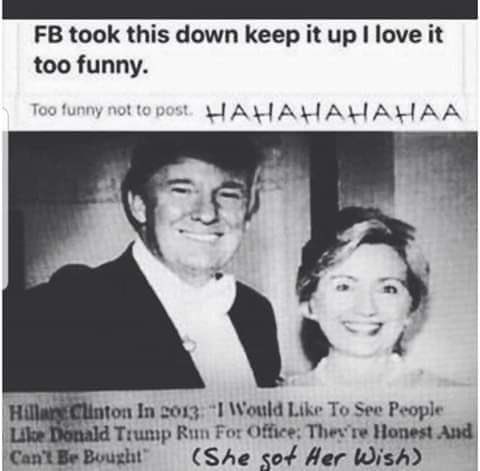 FB took this down keep it up I love it
too funny.
Too funny not to post. HAHAHAHAHAA
Hillary Clinton In 2013: "I Would Like To See People
Like Donald Trump Run For Office; They're Honest And
Can't Be Bought" (She got Her Wish)